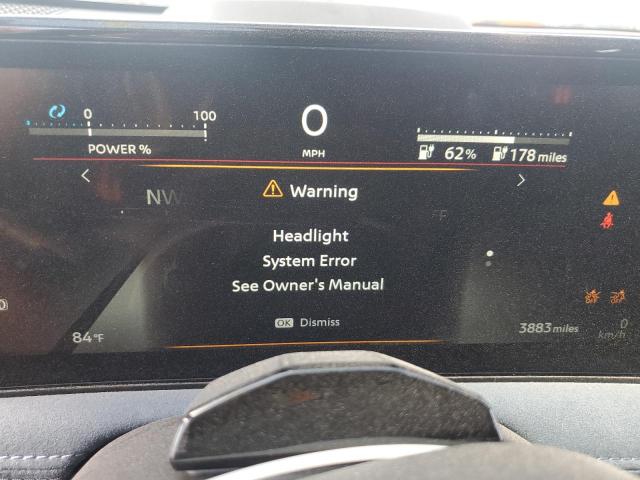 0
100
POWER %
0
MPH
62%
178 miles
NW
Warning
Headlight
System Error
See Owner's Manual
OK Dismiss
84°F
3883 miles
0
km/h